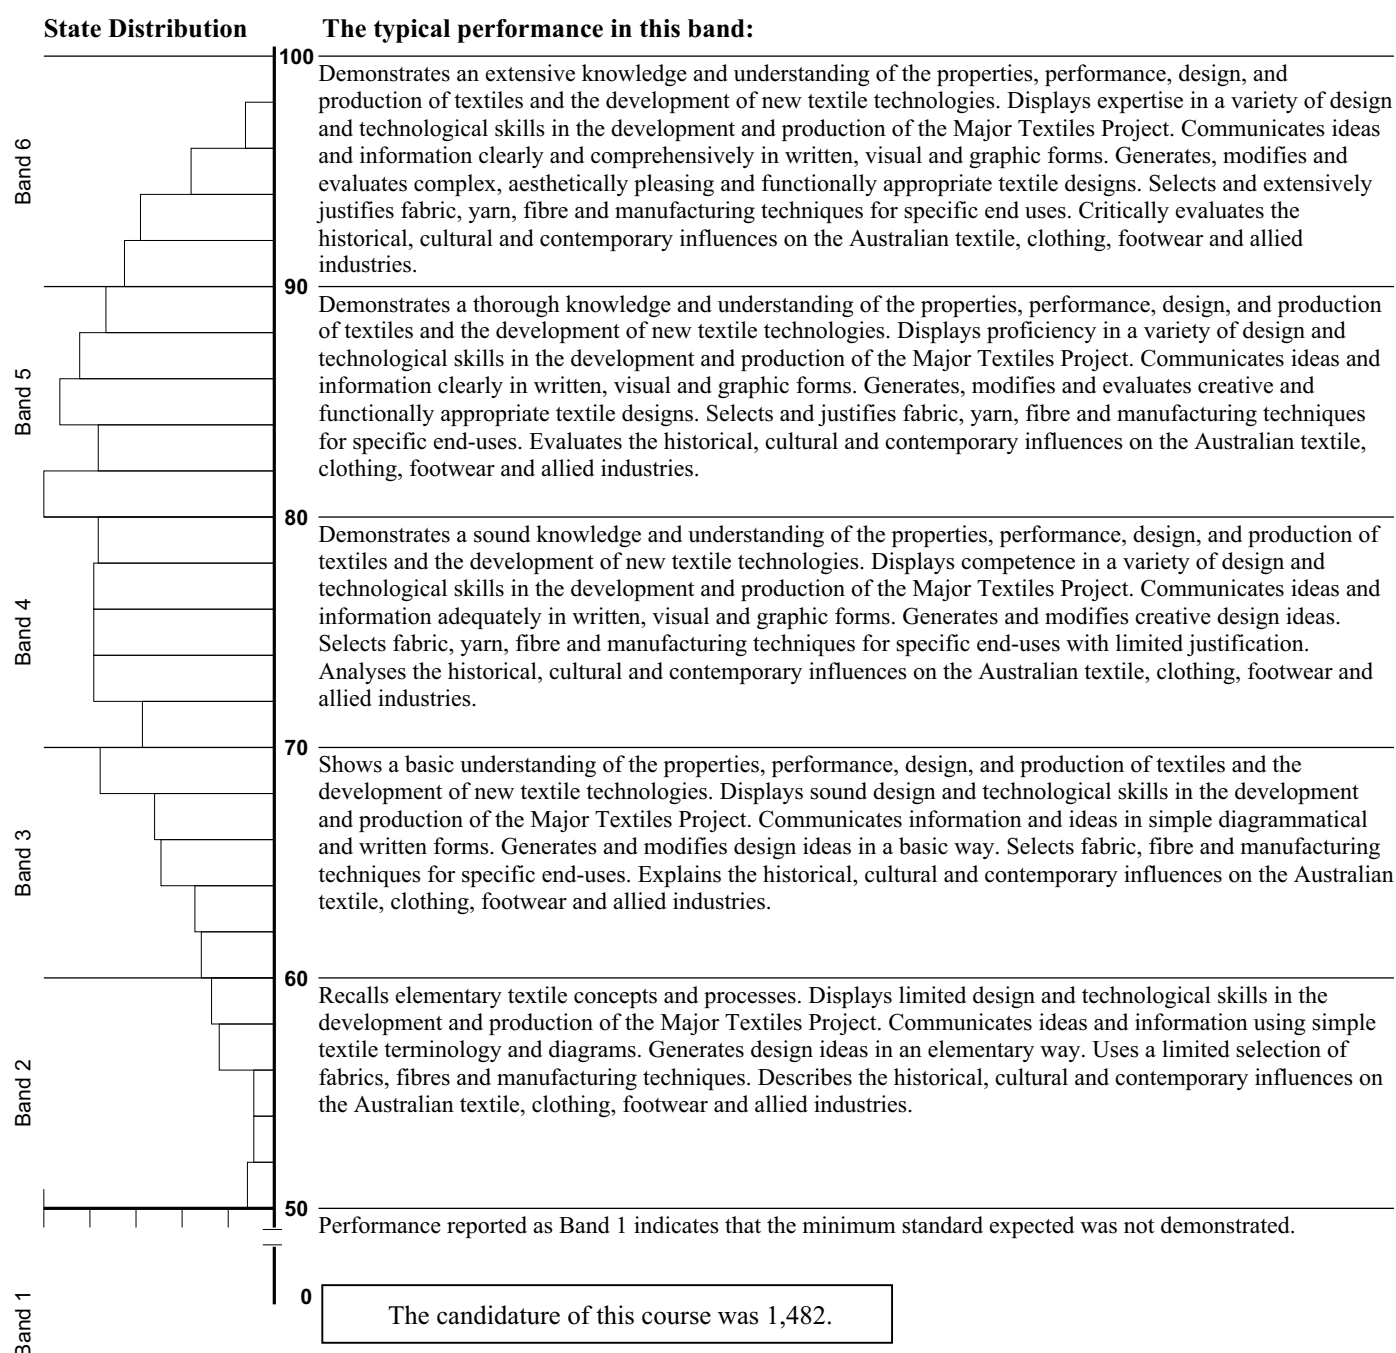 State Distribution
The typical performance in this band:
100
Band 6
Demonstrates an extensive knowledge and understanding of the properties, performance, design, and
production of textiles and the development of new textile technologies. Displays expertise in a variety of design
and technological skills in the development and production of the Major Textiles Project. Communicates ideas
and information clearly and comprehensively in written, visual and graphic forms. Generates, modifies and
evaluates complex, aesthetically pleasing and functionally appropriate textile designs. Selects and extensively
justifies fabric, yarn, fibre and manufacturing techniques for specific end uses. Critically evaluates the
historical, cultural and contemporary influences on the Australian textile, clothing, footwear and allied
industries.
90
Band 5
Demonstrates a thorough knowledge and understanding of the properties, performance, design, and production
of textiles and the development of new textile technologies. Displays proficiency in a variety of design and
technological skills in the development and production of the Major Textiles Project. Communicates ideas and
information clearly in written, visual and graphic forms. Generates, modifies and evaluates creative and
functionally appropriate textile designs. Selects and justifies fabric, yarn, fibre and manufacturing techniques
for specific end-uses. Evaluates the historical, cultural and contemporary influences on the Australian textile,
clothing, footwear and allied industries.
80
Band 4
Demonstrates a sound knowledge and understanding of the properties, performance, design, and production of
textiles and the development of new textile technologies. Displays competence in a variety of design and
technological skills in the development and production of the Major Textiles Project. Communicates ideas and
information adequately in written, visual and graphic forms. Generates and modifies creative design ideas.
Selects fabric, yarn, fibre and manufacturing techniques for specific end-uses with limited justification.
Analyses the historical, cultural and contemporary influences on the Australian textile, clothing, footwear and
allied industries.
70
Band 3
Shows a basic understanding of the properties, performance, design, and production of textiles and the
development of new textile technologies. Displays sound design and technological skills in the development
and production of the Major Textiles Project. Communicates information and ideas in simple diagrammatical
and written forms. Generates and modifies design ideas in a basic way. Selects fabric, fibre and manufacturing
techniques for specific end-uses. Explains the historical, cultural and contemporary influences on the Australian
textile, clothing, footwear and allied industries.
60
Band 2
Recalls elementary textile concepts and processes. Displays limited design and technological skills in the
development and production of the Major Textiles Project. Communicates ideas and information using simple
textile terminology and diagrams. Generates design ideas in an elementary way. Uses a limited selection of
fabrics, fibres and manufacturing techniques. Describes the historical, cultural and contemporary influences on
the Australian textile, clothing, footwear and allied industries.
50
Performance reported as Band 1 indicates that the minimum standard expected was not demonstrated.
0
Band 1
The candidature of this course was 1,482.